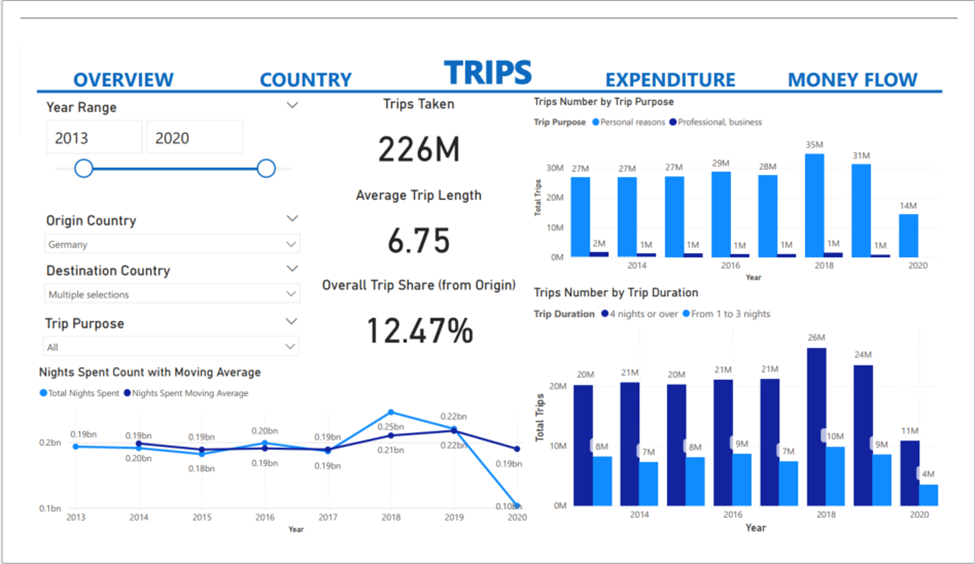 OVERVIEW COUNTRY TRIPS EXPENDITURE MONEY FLOW
Year Range
2013 2020
Origin Country
Germany
Destination Country
Multiple selections
Trip Purpose
All
Trips Taken
226M
Average Trip Length
6.75
Overall Trip Share (from Origin)
12.47%
Nights Spent Count with Moving Average
Total Nights Spent Nights Spent Moving Average
0.2bn
0.1bn
0.19bn 0.19bn 0.19bn 0.20bn 0.19bn 0.25bn 0.22bn 0.10bn
0.20bn 0.18bn 0.19bn 0.19bn 0.21bn 0.22bn 0.19bn
2013 2014 2015 2016 2017 2018 2019 2020
Year
Trips Number by Trip Purpose
Trip Purpose Personal reasons Professional, business
Total Trips
30M
20M
10M
0M
27M 27M 27M 29M 28M 35M 31M 14M
2M 1M 1M 1M 1M 1M 1M
2014 2016 2018 2020
Year
Trips Number by Trip Duration
Trip Duration 4 nights or over From 1 to 3 nights
Total Trips
20M
10M
0M
20M 21M 20M 21M 21M 26M 24M 11M
8M 7M 8M 9M 7M 10M 9M 4M
2014 2016 2018 2020
Year